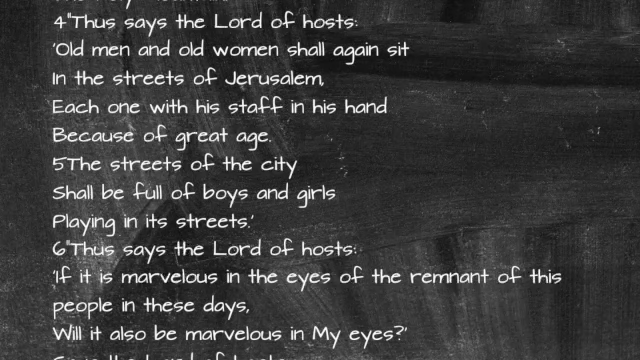 4"Thus says the Lord of hosts:
'Old men and old women shall again sit
In the streets of Jerusalem,
Each one with his staff in his hand
Because of great age.
5The streets of the city
Shall be full of boys and girls
Playing in its streets.'
6"Thus says the Lord of hosts:
'If it is marvelous in the eyes of the remnant of this
people in these days,
Will it also be marvelous in My eyes?'